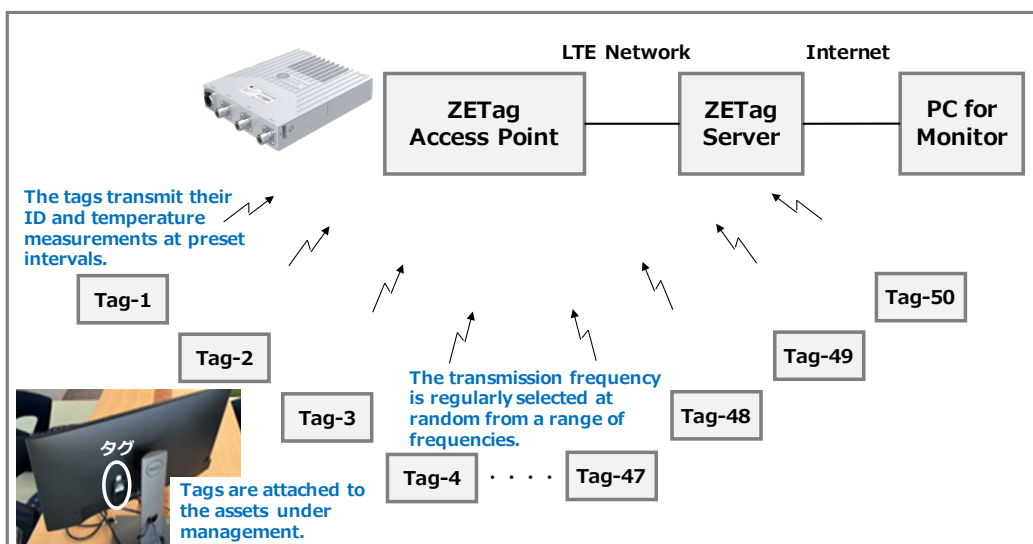 LTE Network
Internet
ZETag
Access Point
ZETag
Server
PC for
Monitor
The tags transmit their
ID and temperature
measurements at preset
intervals.
Tag-1
Tag-2
Tag-3
Tag-4
・・・・
Tag-47
Tag-48
Tag-49
Tag-50
The transmission frequency
is regularly selected at
random from a range of
frequencies.
タグ
Tags are attached to
the assets under
management.